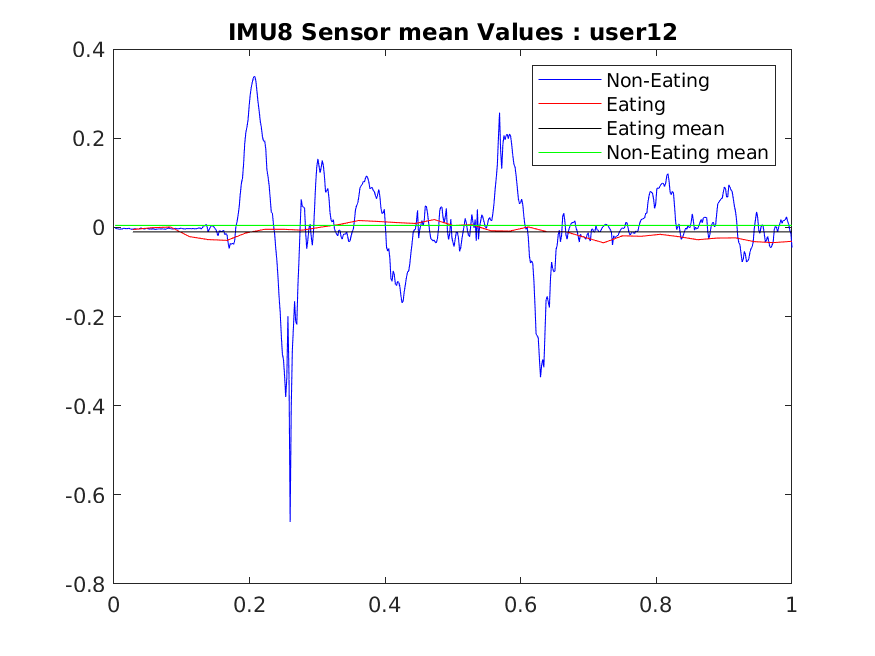 IMU8 Sensor mean Values : user12
0.4
0.2
0
-0.2
-0.4
-0.6
-0.8
Non-Eating
Eating
Eating mean
Non-Eating mean
0 0.2 0.4 0.6 0.8 1